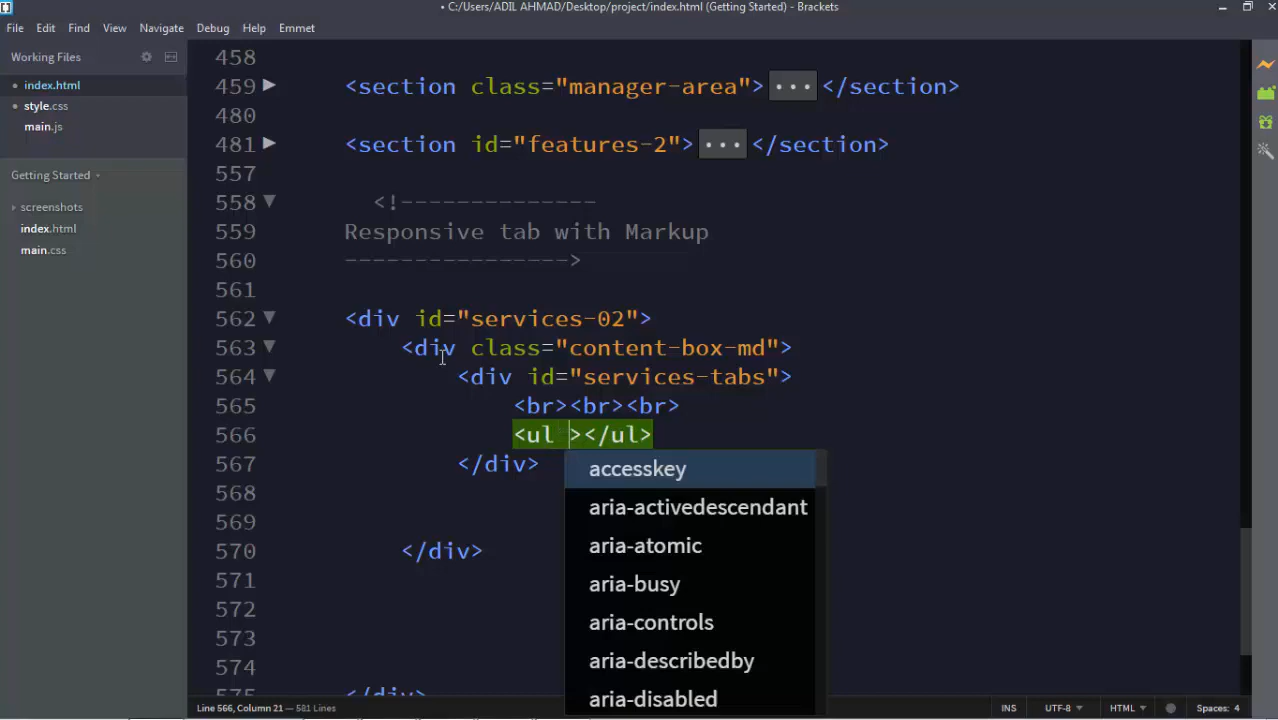 • C:/Users/ADIL AHMAD/Desktop/project/index.html (Getting Started) - Brackets
File Edit Find View Navigate Debug Help Emmet
Working Files
index.html
style.css
main.js
Getting Started
screenshots
index.html
main.css
458
459 <section class="manager-area"> ... </section>
480
481 <section id="features-2"> ... </section>
557
558 <!--------------
559 Responsive tab with Markup
560 ---------------->
561
562 <div id="services-02">
563 <div class="content-box-md">
564 <div id="services-tabs">
565 <br><br><br>
566 <ul ></ul>
567 </div>
568
569
570 </div>
571
572
573
574
575 </div>
accesskey
aria-activedescendant
aria-atomic
aria-busy
aria-controls
aria-describedby
aria-disabled
Line 566, Column 21 — 581 Lines
INS UTF-8 HTML Spaces: 4